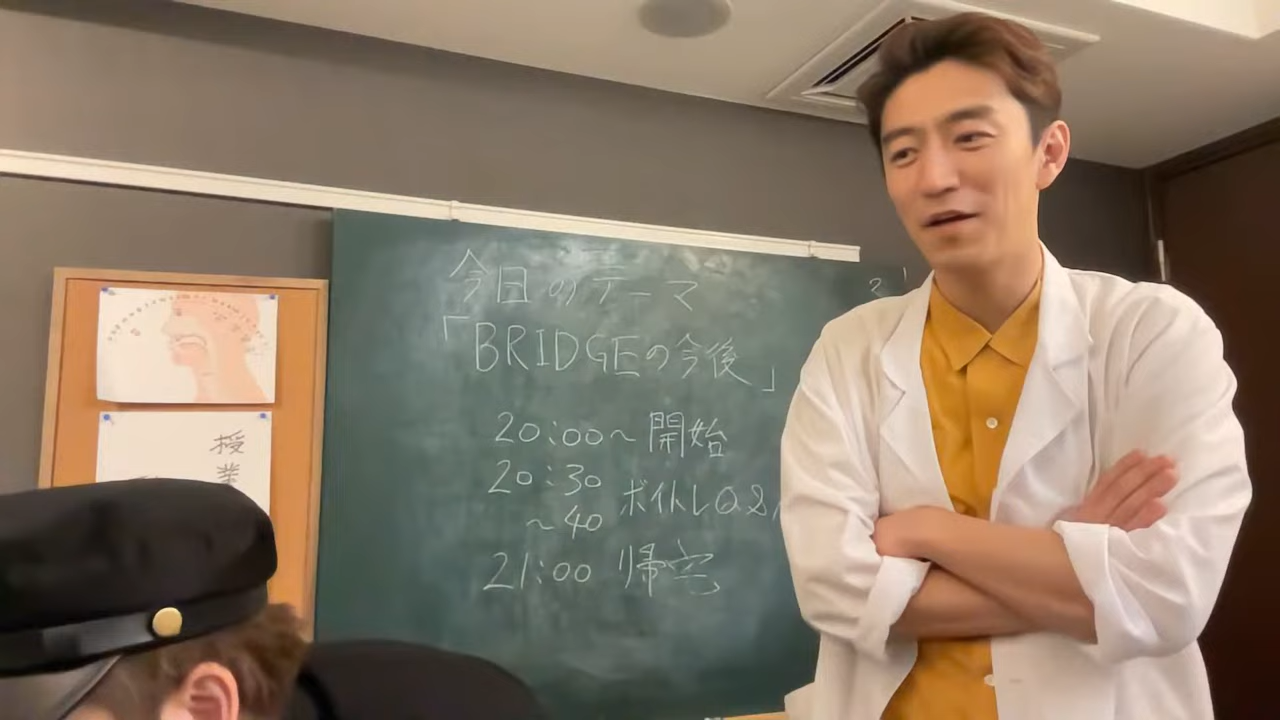 今日のテーマ
「BRIDGEの今後」
20:00～ 開始
20:30
～40 ボイトレQ&
21:00 帰宅
授業